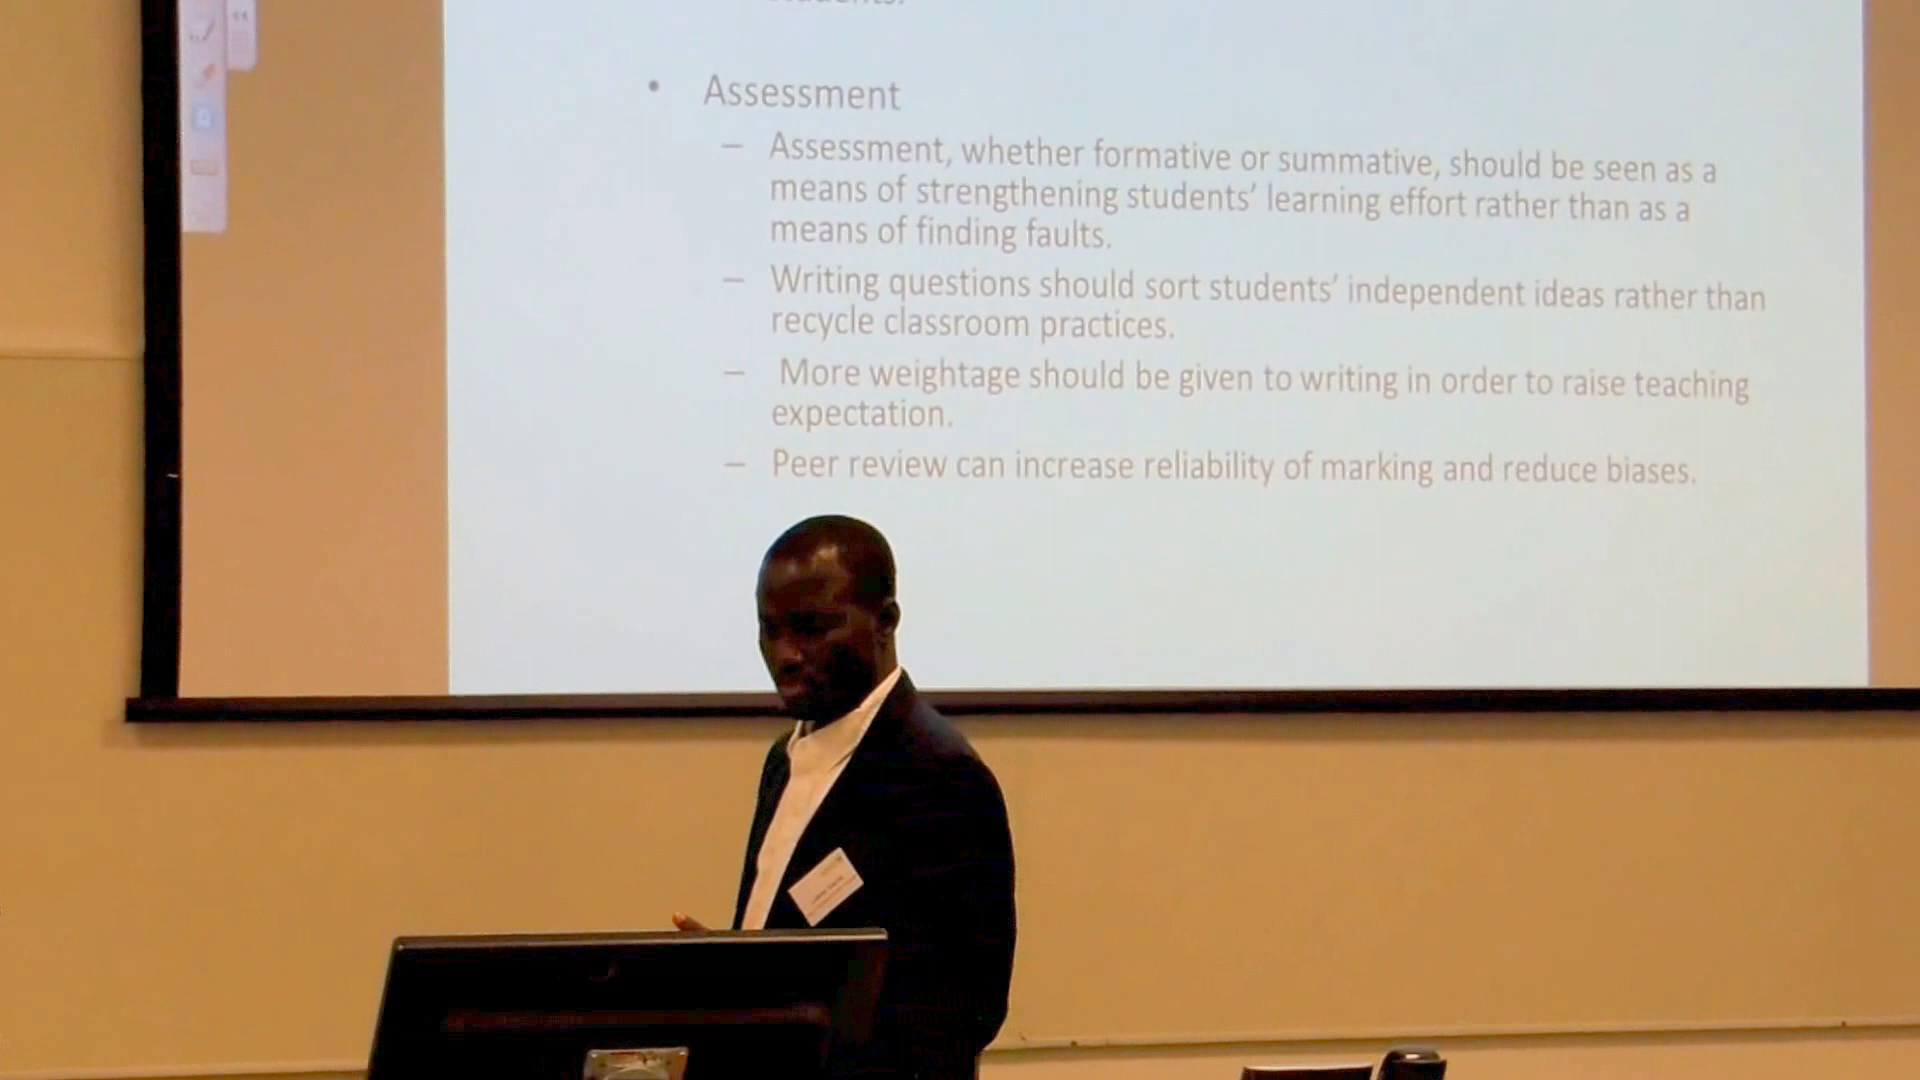 students.
• Assessment
– Assessment, whether formative or summative, should be seen as a
means of strengthening students' learning effort rather than as a
means of finding faults.
– Writing questions should sort students' independent ideas rather than
recycle classroom practices.
– More weightage should be given to writing in order to raise teaching
expectation.
– Peer review can increase reliability of marking and reduce biases.